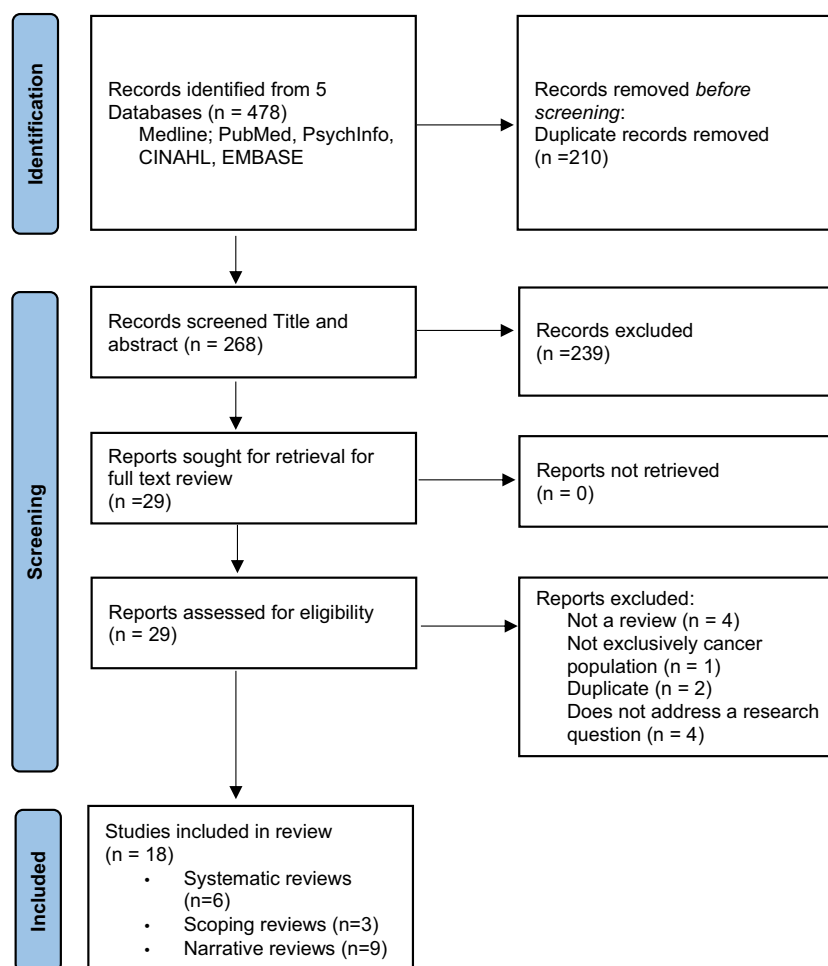 Identification
Records identified from 5
Databases (n = 478)
Medline; PubMed, PsychInfo,
CINAHL, EMBASE
Records removed before
screening:
Duplicate records removed
(n =210)
Screening
Records screened Title and
abstract (n = 268)
Records excluded
(n =239)
Reports sought for retrieval for
full text review
(n =29)
Reports not retrieved
(n = 0)
Reports assessed for eligibility
(n = 29)
Reports excluded:
Not a review (n = 4)
Not exclusively cancer
population (n = 1)
Duplicate (n = 2)
Does not address a research
question (n = 4)
Included
Studies included in review
(n = 18)
• Systematic reviews
(n=6)
• Scoping reviews (n=3)
• Narrative reviews (n=9)